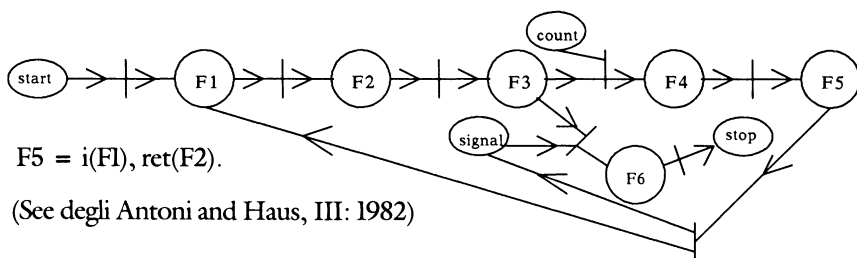 count
start
F1
F2
F3
F4
F5
signal
stop
F6
F5 = i(Fl), ret(F2).
(See degli Antoni and Haus, III: 1982)